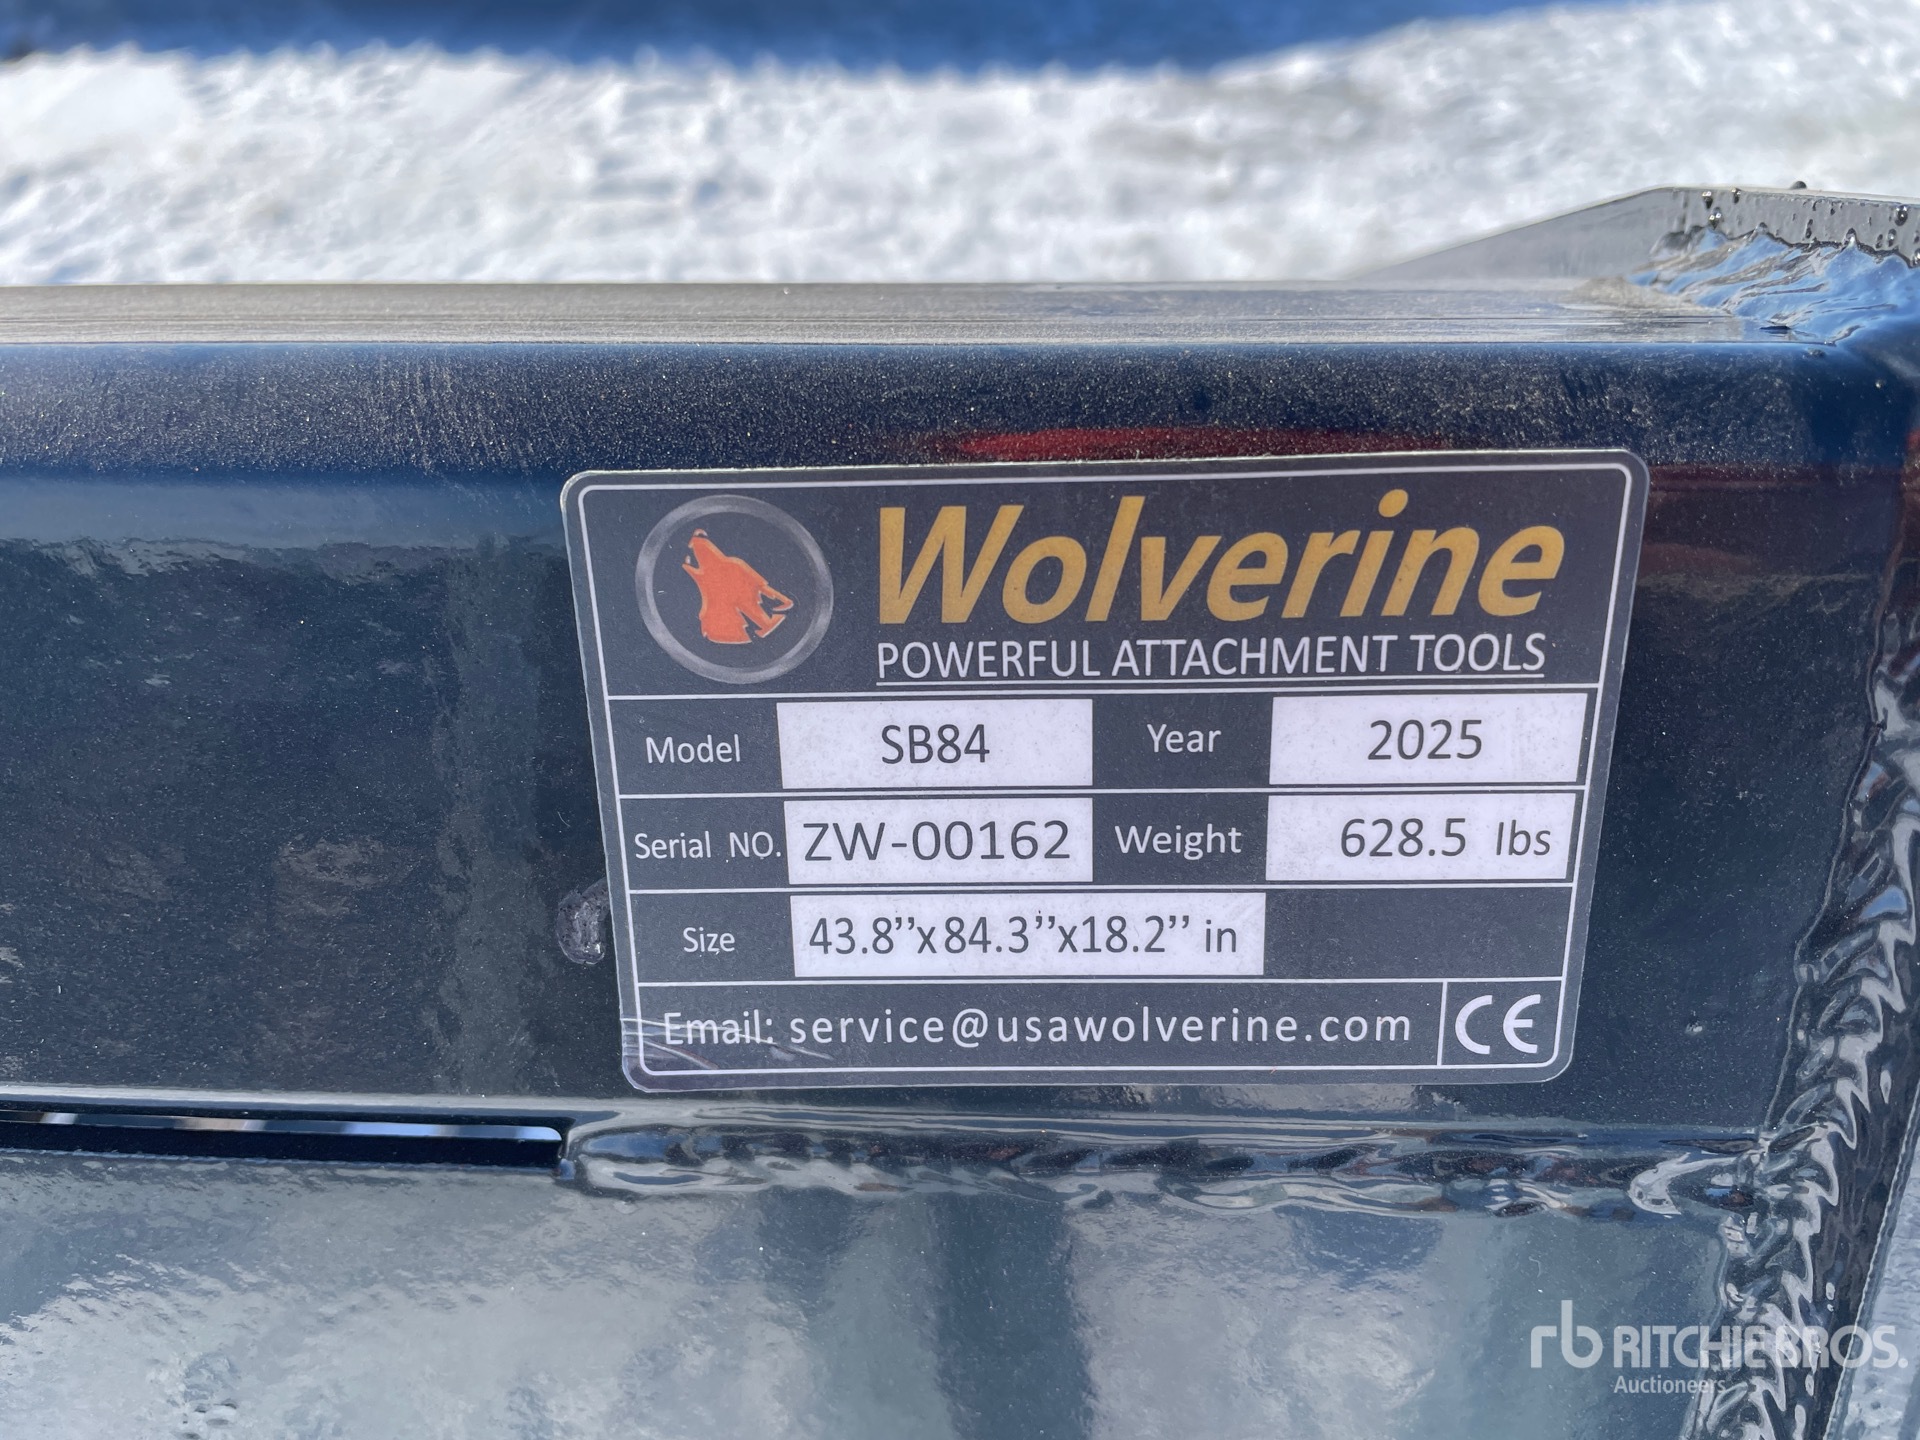 Wolverine
POWERFUL ATTACHMENT TOOLS
Model SB84 Year 2025
Serial NO. ZW-00162 Weight 628.5 lbs
Size 43.8”x84.3”x18.2” in
Email: service@usawolverine.com CE
rb RITCHIE BROS.
Auctioneers